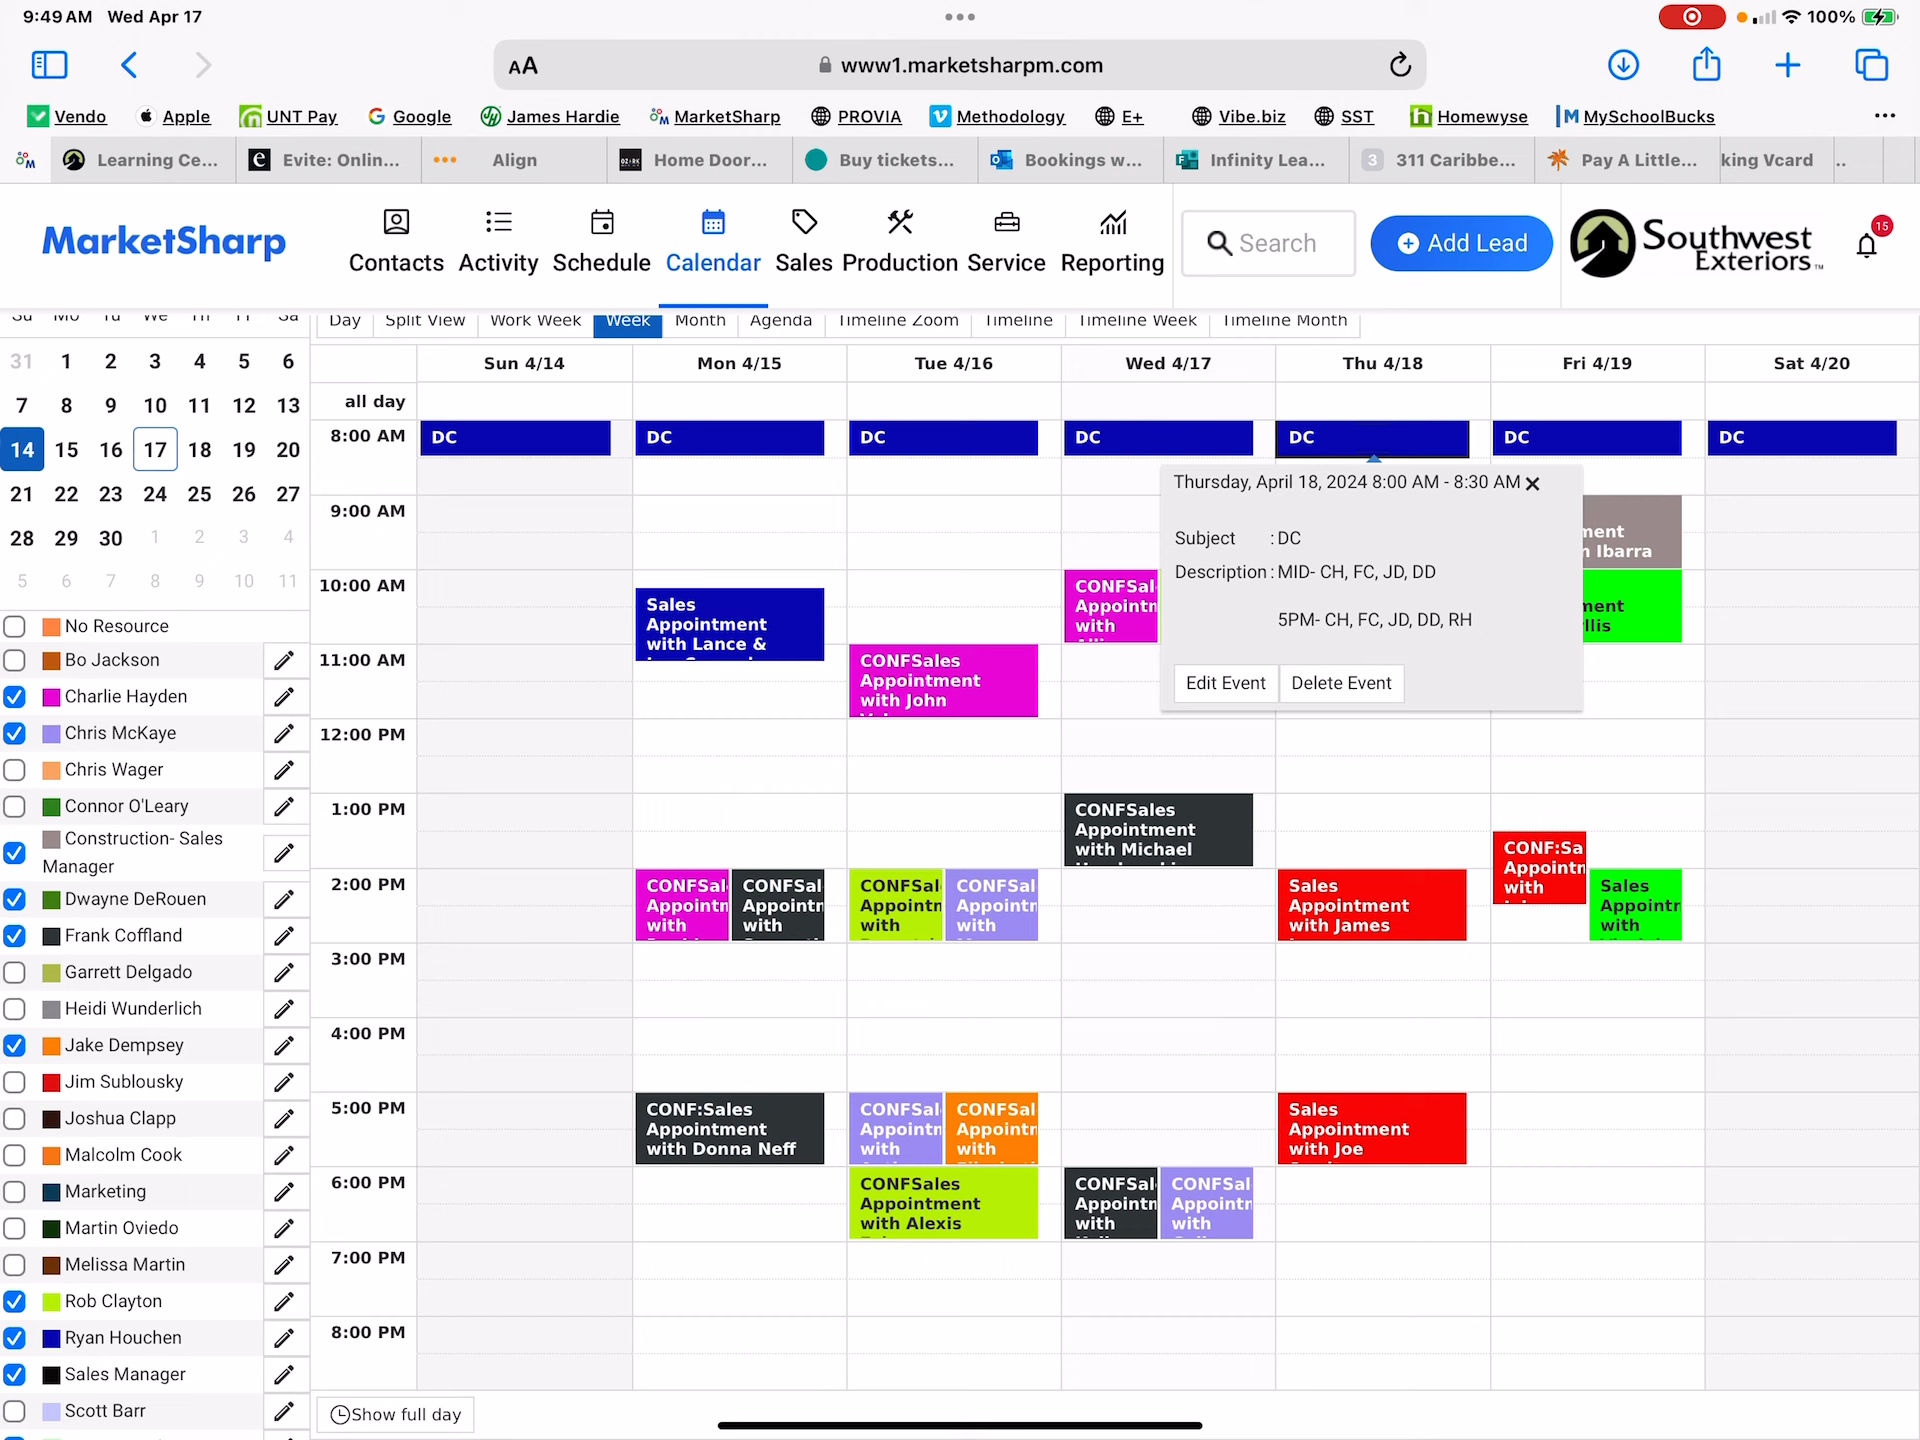 9:49 AM Wed Apr 17
100%
AA
www1.marketsharpm.com
Vendo
Apple
UNT Pay
Google
James Hardie
MarketSharp
PROVIA
Methodology
E+
Vibe.biz
SST
Homewyse
MySchoolBucks
Learning Ce...
Evite: Onlin...
Align
Home Door...
Buy tickets...
Bookings w...
Infinity Lea...
3 311 Caribbe...
Pay A Little...
king Vcard
MarketSharp
Contacts
Activity
Schedule
Calendar
Sales
Production
Service
Reporting
Search
Add Lead
Southwest
Exteriors™
15
Su Mo Tu We Th Fr Sa
31 1 2 3 4 5 6
7 8 9 10 11 12 13
14 15 16 17 18 19 20
21 22 23 24 25 26 27
28 29 30 1 2 3 4
5 6 7 8 9 10 11
No Resource
Bo Jackson
Charlie Hayden
Chris McKaye
Chris Wager
Connor O'Leary
Construction- Sales
Manager
Dwayne DeRouen
Frank Coffland
Garrett Delgado
Heidi Wunderlich
Jake Dempsey
Jim Sublousky
Joshua Clapp
Malcolm Cook
Marketing
Martin Oviedo
Melissa Martin
Rob Clayton
Ryan Houchen
Sales Manager
Scott Barr
Day
Split View
Work Week
Week
Month
Agenda
Timeline Zoom
Timeline
Timeline Week
Timeline Month
Sun 4/14
Mon 4/15
Tue 4/16
Wed 4/17
Thu 4/18
Fri 4/19
Sat 4/20
all day
8:00 AM
DC
DC
DC
DC
DC
DC
DC
Thursday, April 18, 2024 8:00 AM - 8:30 AM
Subject : DC
Description : MID- CH, FC, JD, DD
5PM- CH, FC, JD, DD, RH
Edit Event
Delete Event
9:00 AM
ment
n Ibarra
10:00 AM
Sales
Appointment
with Lance &
CONFSal
Appointn
with
ment
llis
11:00 AM
CONFSales
Appointment
with John
12:00 PM
1:00 PM
CONFSales
Appointment
with Michael
CONF:Sa
Appointn
with
2:00 PM
CONFSal
Appointn
with
CONFSal
Appointn
with
CONFSal
Appointn
with
CONFSal
Appointn
with
Sales
Appointment
with James
Sales
Appointr
with
3:00 PM
4:00 PM
5:00 PM
CONF:Sales
Appointment
with Donna Neff
CONFSal
Appointn
with
CONFSal
Appointn
with
Sales
Appointment
with Joe
6:00 PM
CONFSales
Appointment
with Alexis
CONFSal
Appointn
with
CONFSal
Appointn
with
7:00 PM
8:00 PM
Show full day